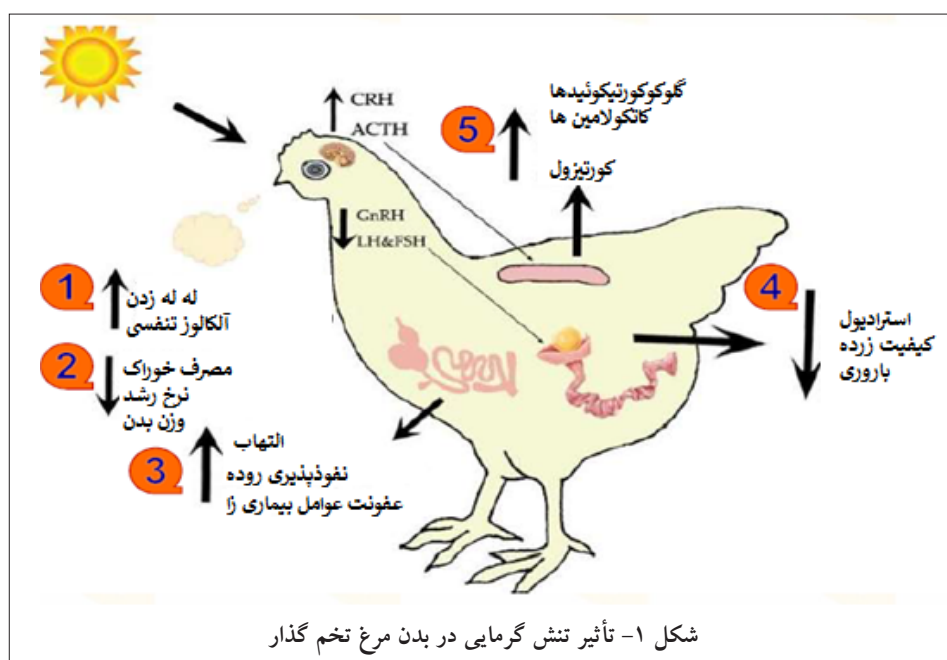 CRH
ACTH
GnRH
LH&FSH
5
گلوکوکورتیکوئیدها
کاتکولامین ها
کورتیزول
1
له له زدن
آلکالوز تنفسی
2
مصرف خوراک
نرخ رشد
وزن بدن
3
التهاب
نفوذپذیری روده
عفونت عوامل بیماری زا
4
استرادیول
کیفیت زرده
باروری
شکل ۱- تأثیر تنش گرمایی در بدن مرغ تخم گذار